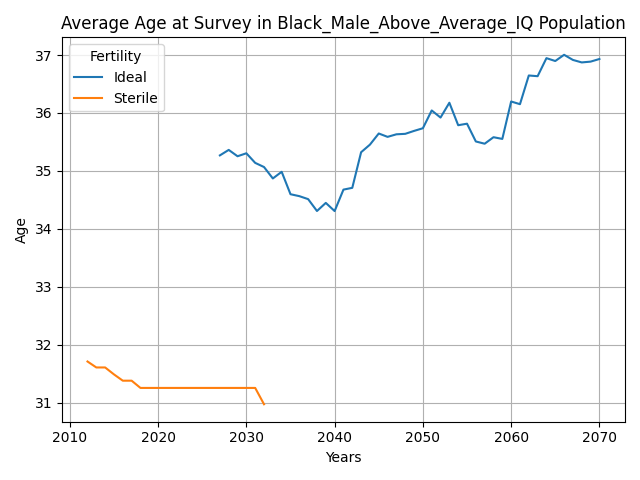 Average Age at Survey in Black_Male_Above_Average_IQ Population
Fertility
Ideal
Sterile
37
36
35
34
33
32
31
Age
2010 2020 2030 2040 2050 2060 2070
Years